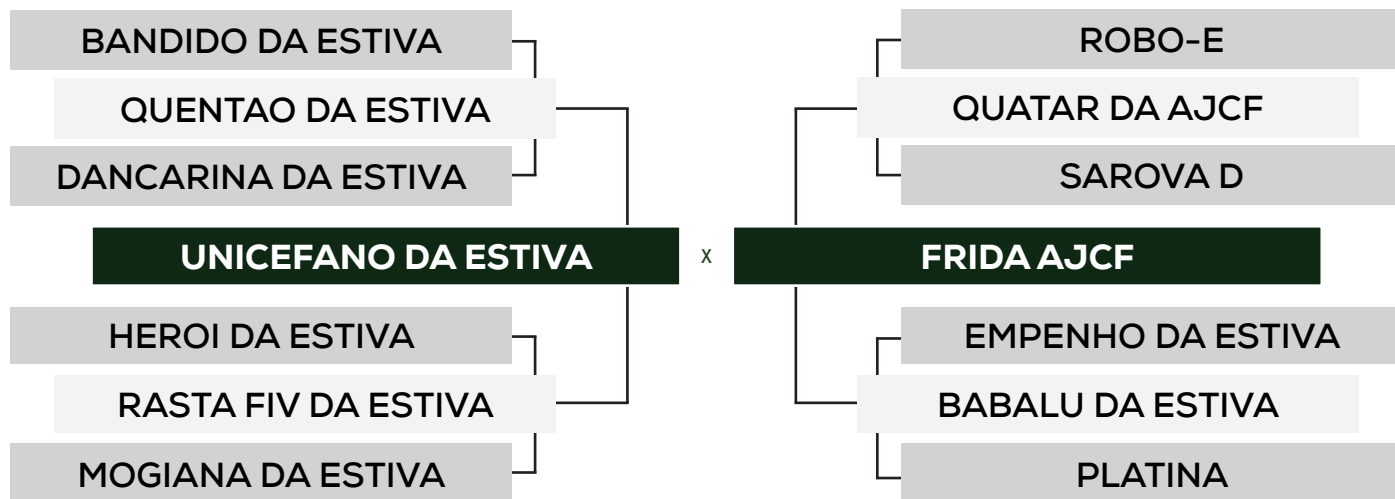 BANDIDO DA ESTIVA
QUENTAO DA ESTIVA
DANCARINA DA ESTIVA
UNICEFANO DA ESTIVA
HEROI DA ESTIVA
RASTA FIV DA ESTIVA
MOGIANA DA ESTIVA
X
ROBO-E
QUATAR DA AJCF
SAROVA D
FRIDA AJCF
EMPENHO DA ESTIVA
BABALU DA ESTIVA
PLATINA